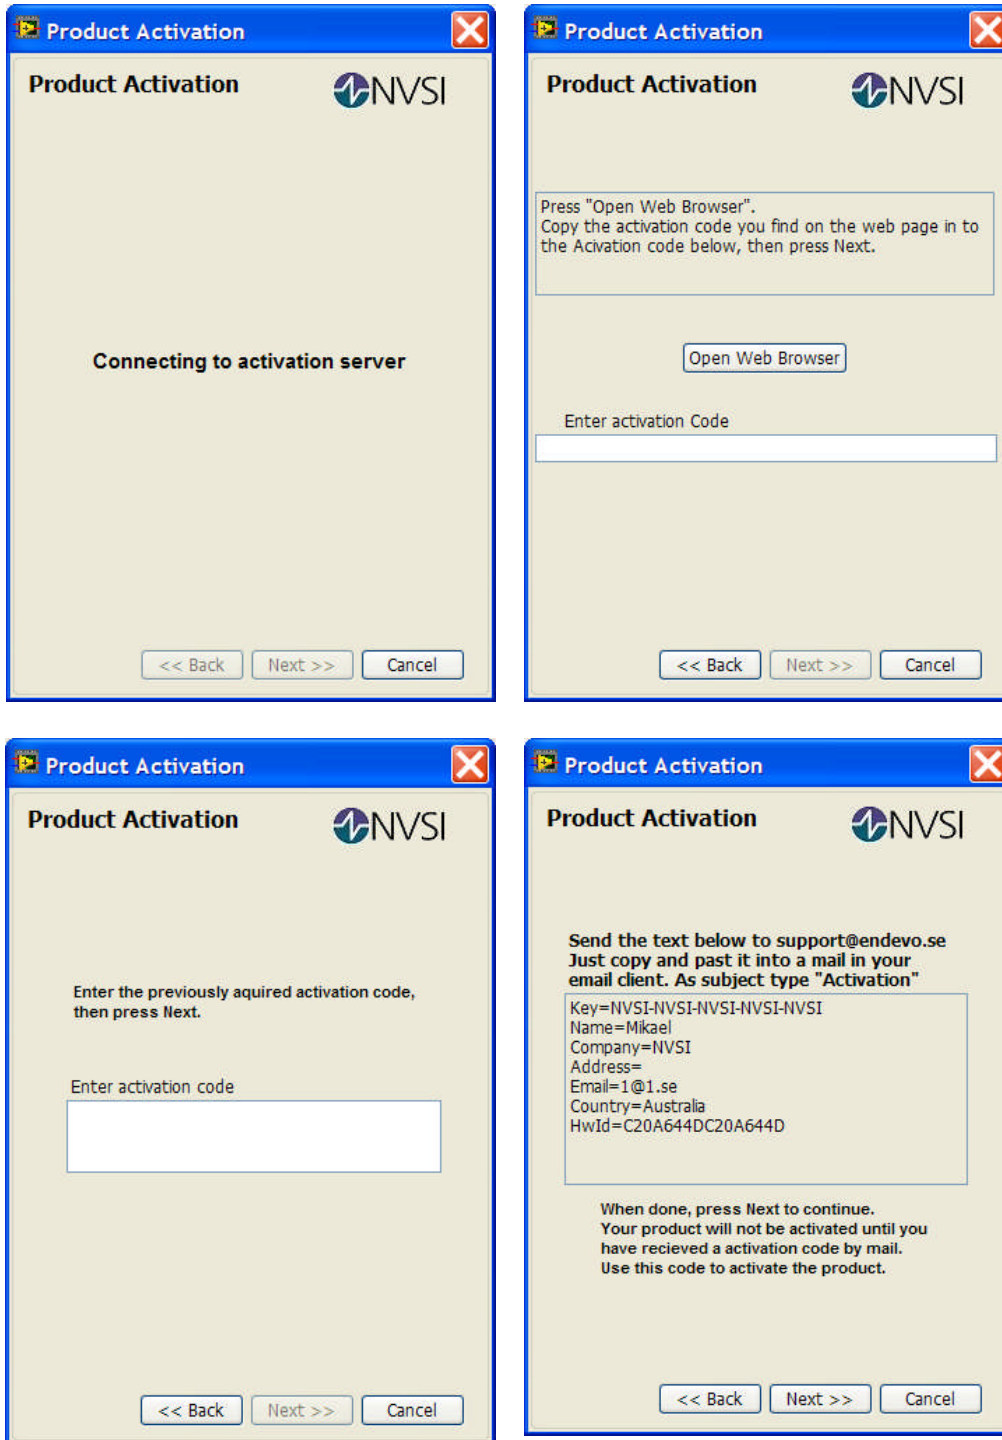 Product Activation
Product Activation
NVSI
Connecting to activation server
<< Back
Next >>
Cancel
Product Activation
Product Activation
NVSI
Press "Open Web Browser".
Copy the activation code you find on the web page in to
the Acivation code below, then press Next.
Open Web Browser
Enter activation Code
<< Back
Next >>
Cancel
Product Activation
Product Activation
NVSI
Enter the previously aquired activation code,
then press Next.
Enter activation code
<< Back
Next >>
Cancel
Product Activation
Product Activation
NVSI
Send the text below to support@endevo.se
Just copy and past it into a mail in your
email client. As subject type "Activation"
Key=NVSI-NVSI-NVSI-NVSI-NVSI
Name=Mikael
Company=NVSI
Address=
Email=1@1.se
Country=Australia
HwId=C20A644DC20A644D
When done, press Next to continue.
Your product will not be activated until you
have recieved a activation code by mail.
Use this code to activate the product.
<< Back
Next >>
Cancel